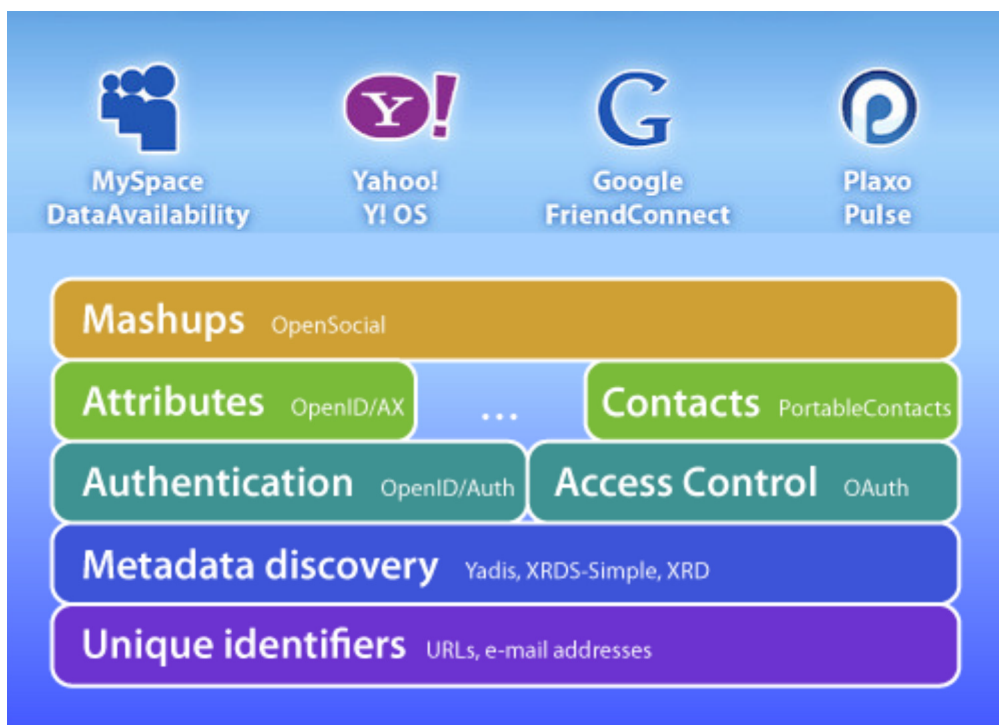 Y!
G
P
MySpace Yahoo! Google Plaxo
DataAvailability Y! OS FriendConnect Pulse
Mashups OpenSocial
Attributes OpenID/AX ... Contacts PortableContacts
Authentication OpenID/Auth Access Control OAuth
Metadata discovery Yadis, XRDS-Simple, XRD
Unique identifiers URLs, e-mail addresses